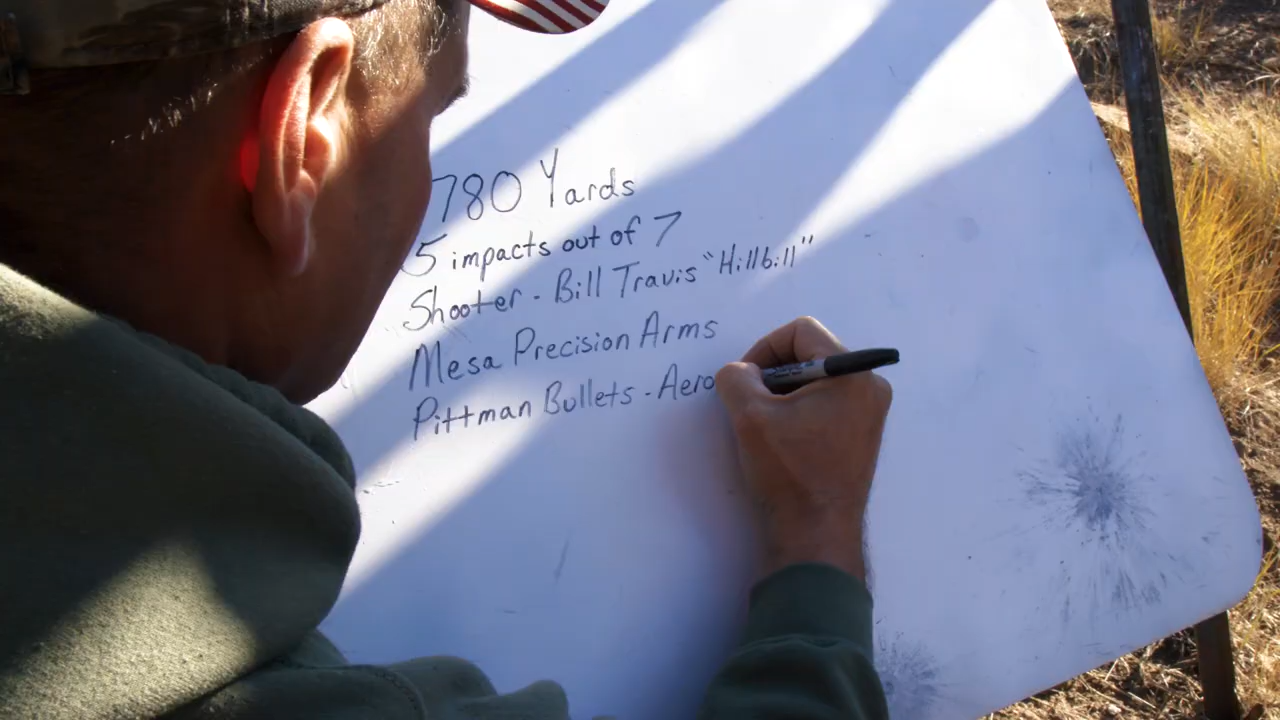 780 Yards
5 impacts out of 7
Shooter - Bill Travis "Hillbill"
Mesa Precision Arms
Pittman Bullets - Aero